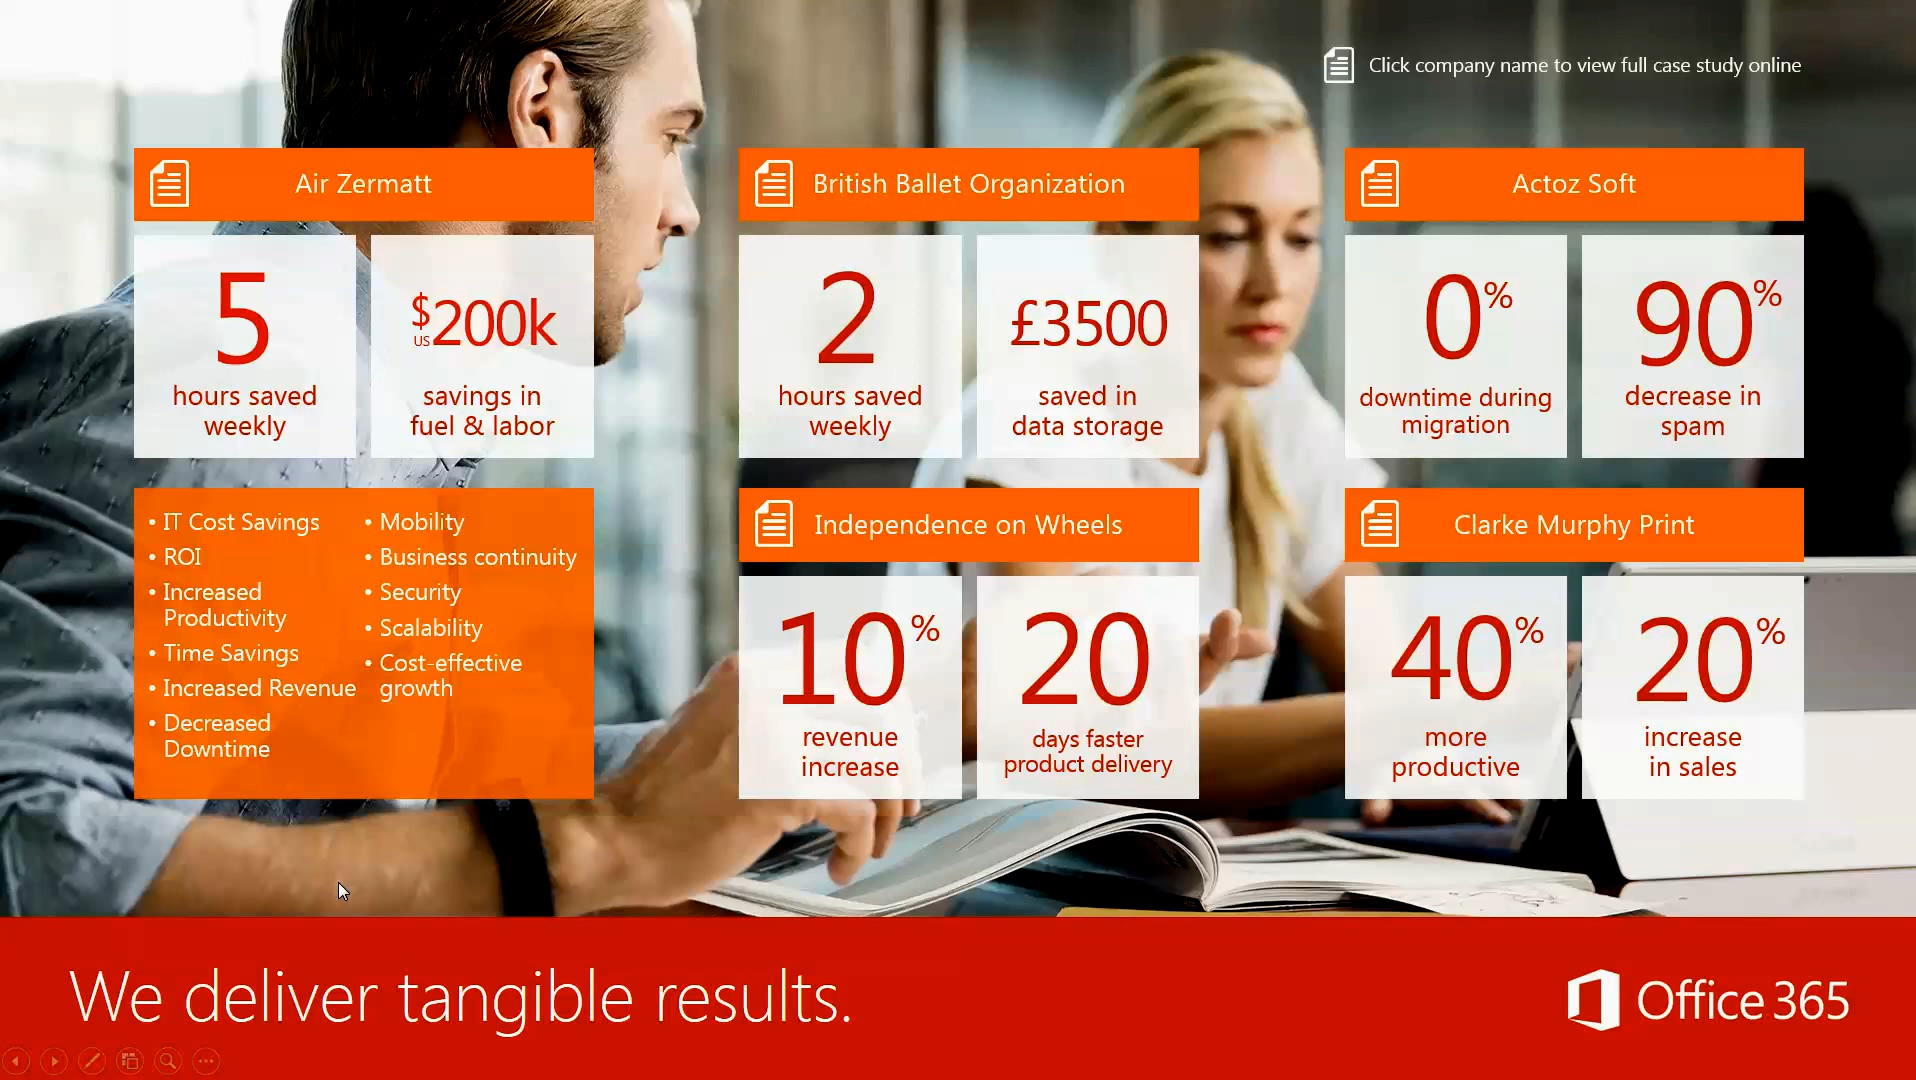 Click company name to view full case study online
Air Zermatt
5
hours saved
weekly
$
US
200k
savings in
fuel & labor
British Ballet Organization
2
hours saved
weekly
£3500
saved in
data storage
Actoz Soft
0%
downtime during
migration
90%
decrease in
spam
• IT Cost Savings
• ROI
• Increased
Productivity
• Time Savings
• Increased Revenue
• Decreased
Downtime
• Mobility
• Business continuity
• Security
• Scalability
• Cost-effective
growth
Independence on Wheels
10%
revenue
increase
20
days faster
product delivery
Clarke Murphy Print
40%
more
productive
20%
increase
in sales
We deliver tangible results.
Office 365